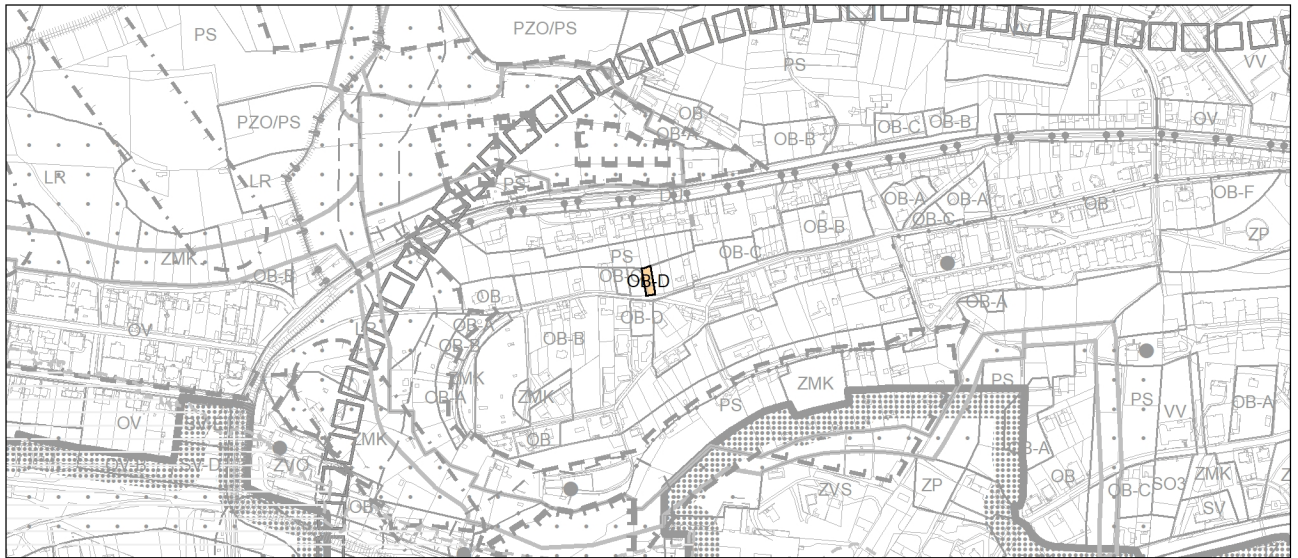 PS
PZO/PS
VV
PS
PZO/PS
OB
OB-A
OB-C
OB-B
OV
OB-B
LR
LR
PS
OB-F
OB-A
OB-A
OB-C
OB
OB-B
ZP
ZMK
OB-E
PS
OB-C
OB-D
OB
OB-A
OV
OB-D
OB-B
OB-B
ZMK
ZMK
PS
PS
OB-A
ZMK
PS
VV
OB-A
OV
ZMK
OB
OB-A
OV-B
SV-D
ZVO
ZVS
ZP
OB
OB-C
SO3
ZMK
SV
OB